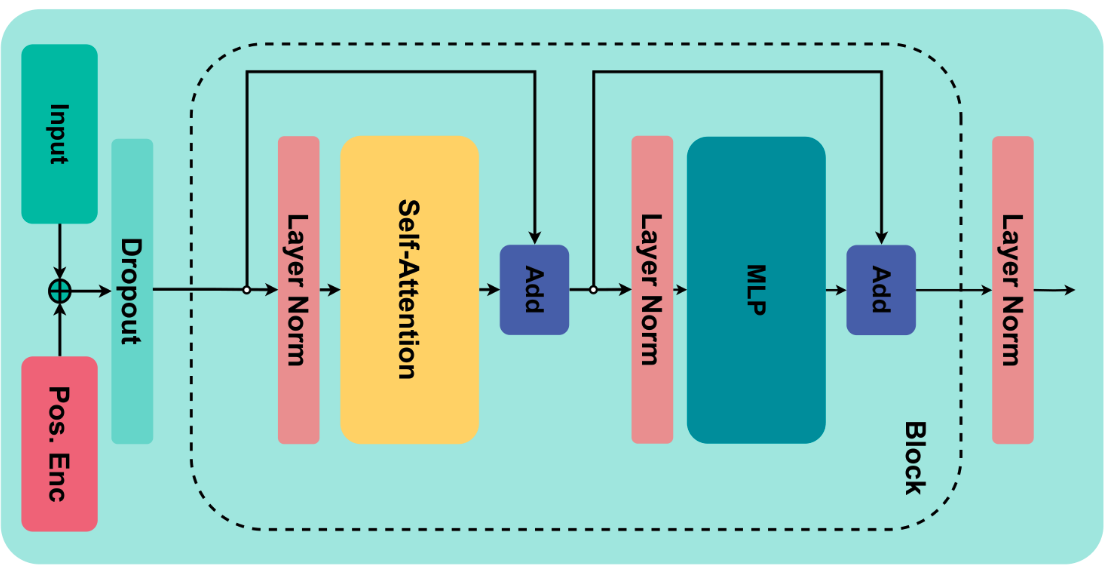 Input
Pos. Enc
Dropout
Layer Norm
Self-Attention
Add
Layer Norm
MLP
Add
Block
Layer Norm